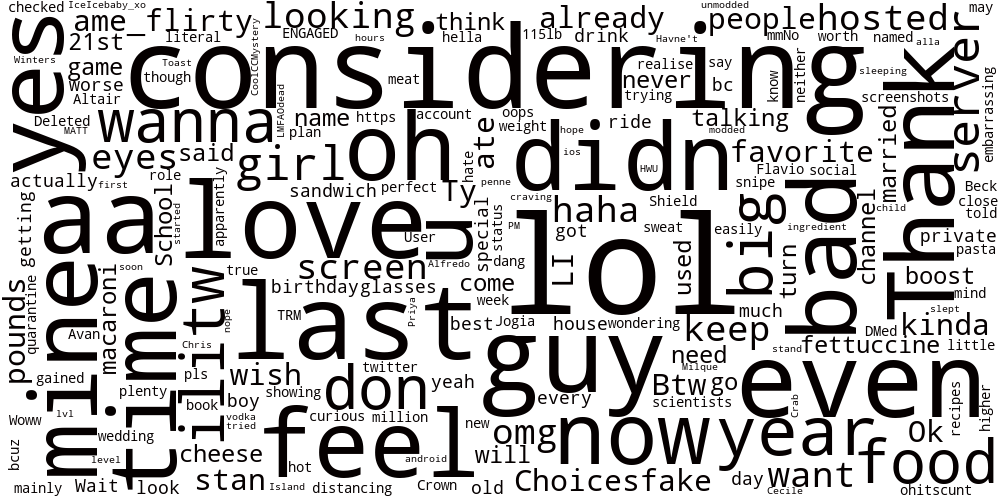 checked
IceIcebaby_xo
ame_flirty
looking
think
already
unmodded
people
hosted
may
21st
literal
ENGAGED
hours
hella
115lb
drink
Havne't
mmNo
worth
named
alla
yes
Winters
game
Toast
CoolCCMystery
considering
realise
say
neither
sleeping
server
worse
though
meat
never
bc
know
Altair
LMFAOdead
trying
screenshots
embarrassing
Deleted
MATT
wanna
plan
name
https
account
oops
weight
hope
ride
talking
modded
married
Thank
eyes
said
girl
oh
ate
didn
ios
HWU
favorite
Flavio
social
actually
first
role
sandwich
perfect
Ty
hate
penne
snipe
child
Beck
close
told
getting
aa
school
started
apparently
love
u
User
special
status
craving
PM
haha
got
Shield
sweat
easily
big
bad
ingredient
channel
private
pasta
quarantine
mine
macaroni
soon
time
w
true
screen
Alfredo
dang
come
lol
LI
used
turn
boost
mind
pounds
Avan
Chris
nope
lit
birthday
glasses
TRM
last
Priya
week
best
Jogia
house
wondering
much
keep
stand
slept
DMed
kinda
fettuccine
little
gained
plenty
pls
wish
showing
twitter
yeah
guy
need
Milque
Woww
lvl
book
boy
vodka
tried
don
curious
million
every
Btw
go
scientists
even
Crab
recipes
higher
bcuz
wedding
level
cheese
feel
new
omg
now
year
Ok
food
mainly
Wait
look
stan
hot
Island
distancing
android
Crown
will
old
Choices
fake
day
want
Cecile
ohitscunt